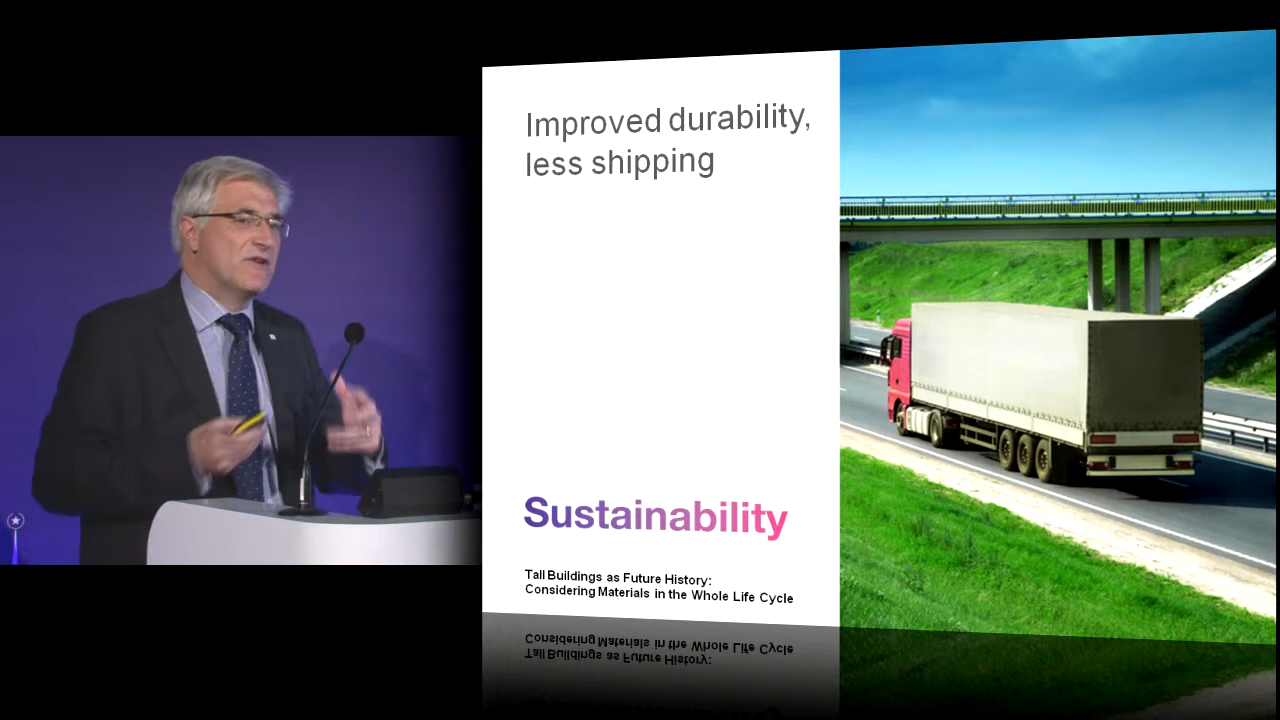 Improved durability,
less shipping
Sustainability
Tall Buildings as Future History:
Considering Materials in the Whole Life Cycle